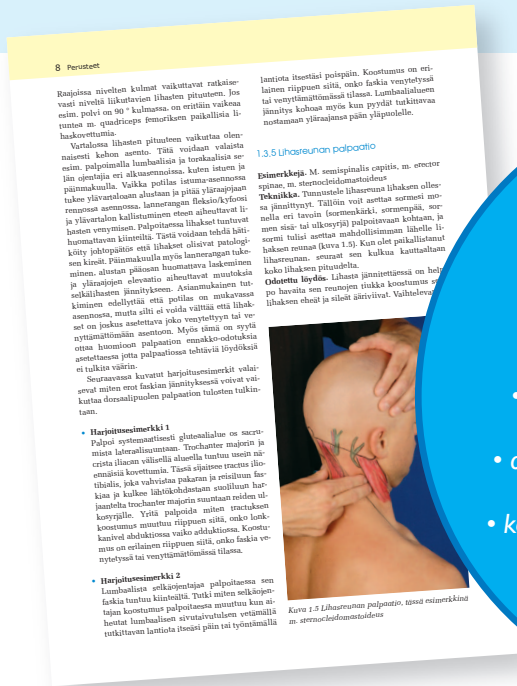 8 Perusteet
Raajoissa nivelten kulmat vaikuttavat ratkaise-
vasti niveltä liikuttavien lihasten pituuteen. Jos
esim. polvi on 90 ° kulmassa, on erittäin vaikeaa
tuntea m. quadriceps femoriksen paikallisia li-
haskovettumia.
Vartalossa lihasten pituuteen vaikuttaa olen-
naisesti kehon asento. Tätä voidaan valaista
esim. palpoimalla lumbaalisia ja torakaalisia se-
län ojentajia eri alkuasennoissa, kuten istuen ja
päinmakuulla. Vaikka potilas istuma-asennossa
tukee ylävartaloan alustaan ja pitää yläraajojaan
rennossa asennossa, lannerangan fleksio/kyfoosi
ja ylävartalon kallistuminen eteen aiheuttavat li-
hasten venymisen. Palpoitaessa lihakset tuntuvat
huomattavan kiinteiltä. Tästä voidaan tehdä häti-
köity johtopäätös että lihakset olisivat patologi-
sen kireät. Päinmakuulla myös lannerangan tuke-
minen, alustan pääosan huomattava laskeminen
ja yläraajojen elevaatio aiheuttavat muutoksia
selkälihasten jännitykseen. Asianmukainen tut-
kiminen edellyttää että potilas on mukavassa
asennossa, mutta silti ei voida välttää että lihak-
set on joskus asetettava joko venytettyyn tai ve-
nyttämättömään asentoon. Myös tämä on syytä
ottaa huomioon palpaation ennakko-odotuksia
asetettaessa jotta palpaatiossa tehtäviä löydöksiä
ei tulkita väärin.
Seuraavassa kuvatut harjoitusesimerkit valai-
sevat miten erot faskian jännityksessä voivat vai-
kuttaa dorsaalipuolen palpaation tulosten tulkin-
taan.
• Harjoitusesimerkki 1
Palpoi systemaattisesti gluteaalialue os sacru-
mista lateraalisuuntaan. Trochanter majorin ja
crista iliacan välisellä alueella tuntuu usein nä-
ennäisiä kovettumia. Tässä sijaitsee tractus ilio-
tibialis, joka vahvistaa pakaran ja reisiluun fas-
kiaa ja kulkee lähtökohdastaan suoliluun har-
jaantelta trochanter majorin suuntaan reiden ul-
kosyrjälle. Yritä palpoida miten tractuksen
koostumus muuttuu riippuen siitä, onko lonk-
kanivel abduktiossa vaiko adduktiossa. Koostu-
mus on erilainen riippuen siitä, onko faskia ve-
nytetyssä tai venyttämättömässä tilassa.
• Harjoitusesimerkki 2
Lumbaalista selkäojentajaa palpoitaessa sen
faskia tuntuu kiinteältä. Tutki miten selkäojen-
tajan koostumus palpoitaessa muuttuu kun ai-
heutat lumbaalisen sivutaivutulsen vetämällä
tutkittavan lantiota itseäsi päin tai työntämällä
lantiota itsestäsi poispäin. Koostumus on eri-
lainen riippuen siitä, onko faskia venytetyssä
tai venyttämättömässä tilassa. Lumbaalialueen
jännitys kohoaa myös kun pyydät tutkittavaa
nostamaan yläraajansa pään yläpuolelle.
1.3.5 Lihasreunan palpaatio
Esimerkkejä. M. semispinalis capitis, m. erector
spinae, m. sternocleidomastoideus
Tekniikka. Tunnustele lihasreuna lihaksen olles-
sa jännittynyt. Tällöin voit asettaa sormesi mo-
nella eri tavoin (sormenkärki, sormenpää, sor-
men sisä- tai ulkosyrjä) palpoitavaan kohtaan, ja
sormi tulisi asettaa mahdollisimman lähelle li-
haksen reunaa (kuva 1.5). Kun olet paikallistanut
lihasreunan, seuraat sen kulkua kauttaaltaan
koko lihaksen pituudelta.
Odotettu löydös. Lihasta jännitettäessä on help
po havaita sen reunojen tiukka koostumus
lihaksen eheät ja sileät ääriviivat. Vaihteleva
Kuva 1.5 Lihasreunan palpaatio, tässä esimerkkinä
m. sternocleidomastoideus
•
•
• k